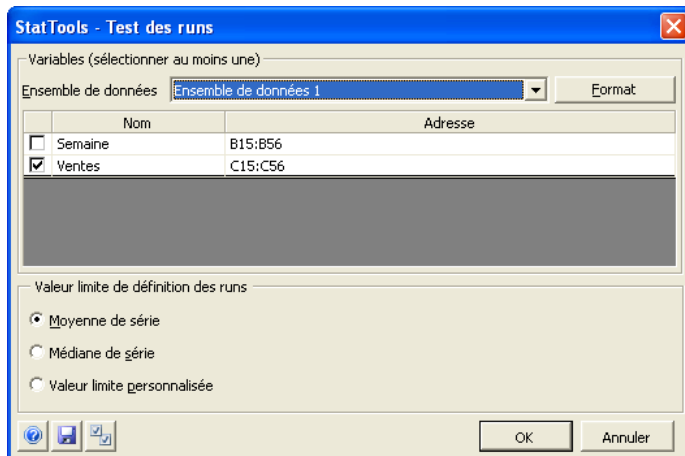 StatTools - Test des runs
Variables (sélectionner au moins une)
Ensemble de données Ensemble de données 1 Format
Nom Adresse
Semaine B15:B56
Ventes C15:C56
Valeur limite de définition des runs
Moyenne de série
Médiane de série
Valeur limite personnalisée
OK Annuler